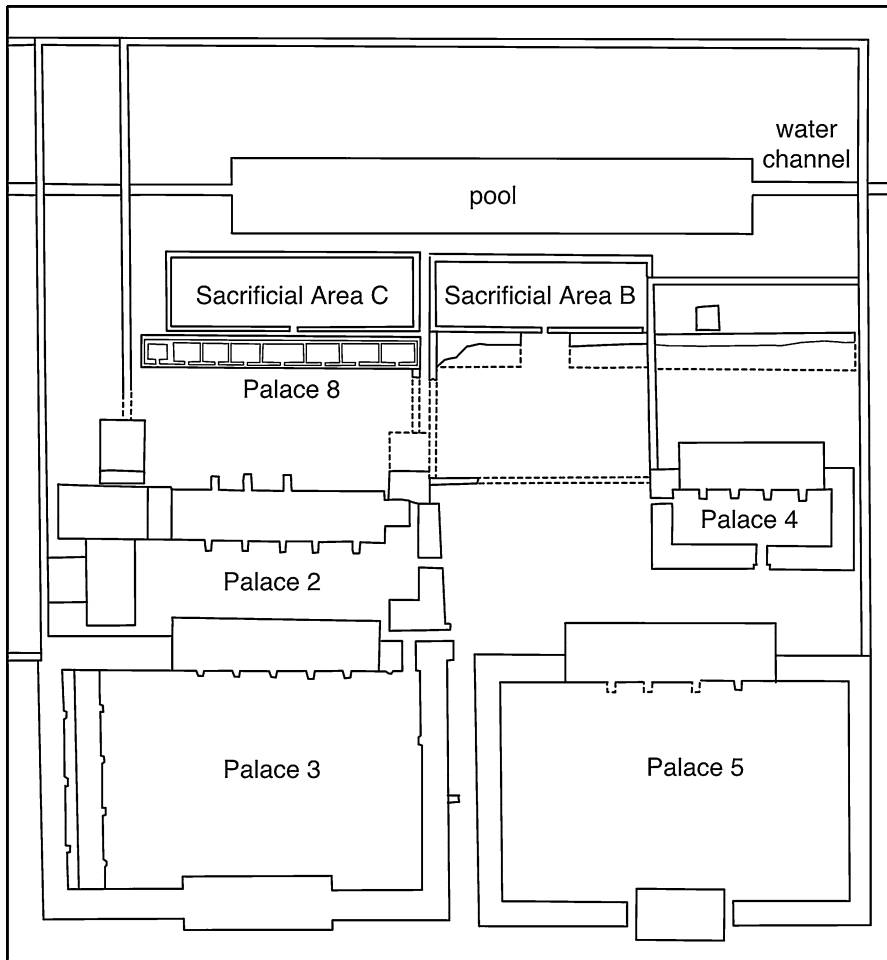 water
channel
pool
Sacrificial Area C
Sacrificial Area B
Palace 8
Palace 4
Palace 2
Palace 3
Palace 5